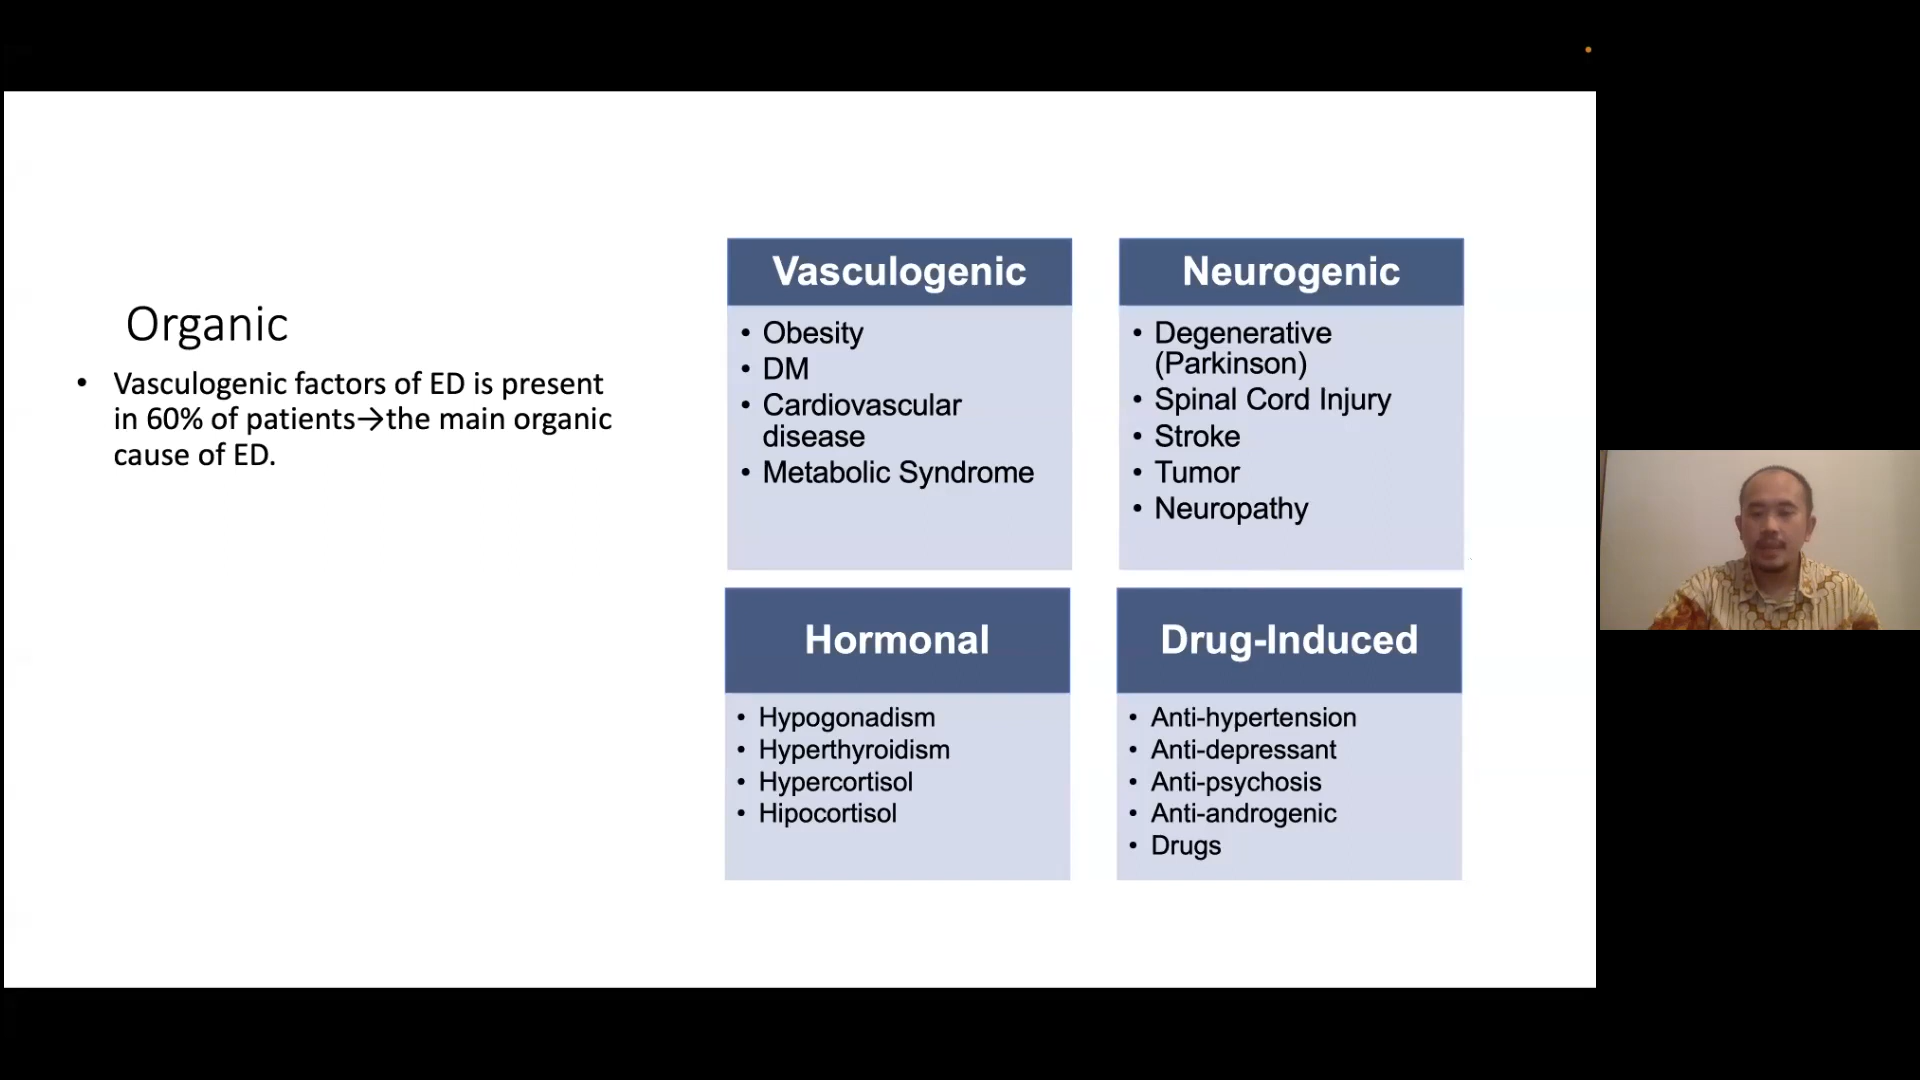 Organic
• Vasculogenic factors of ED is present
in 60% of patients→the main organic
cause of ED.
Vasculogenic
• Obesity
• DM
• Cardiovascular
disease
• Metabolic Syndrome
Neurogenic
• Degenerative
(Parkinson)
• Spinal Cord Injury
• Stroke
• Tumor
• Neuropathy
Hormonal
• Hypogonadism
• Hyperthyroidism
• Hypercortisol
• Hipocortisol
Drug-Induced
• Anti-hypertension
• Anti-depressant
• Anti-psychosis
• Anti-androgenic
• Drugs